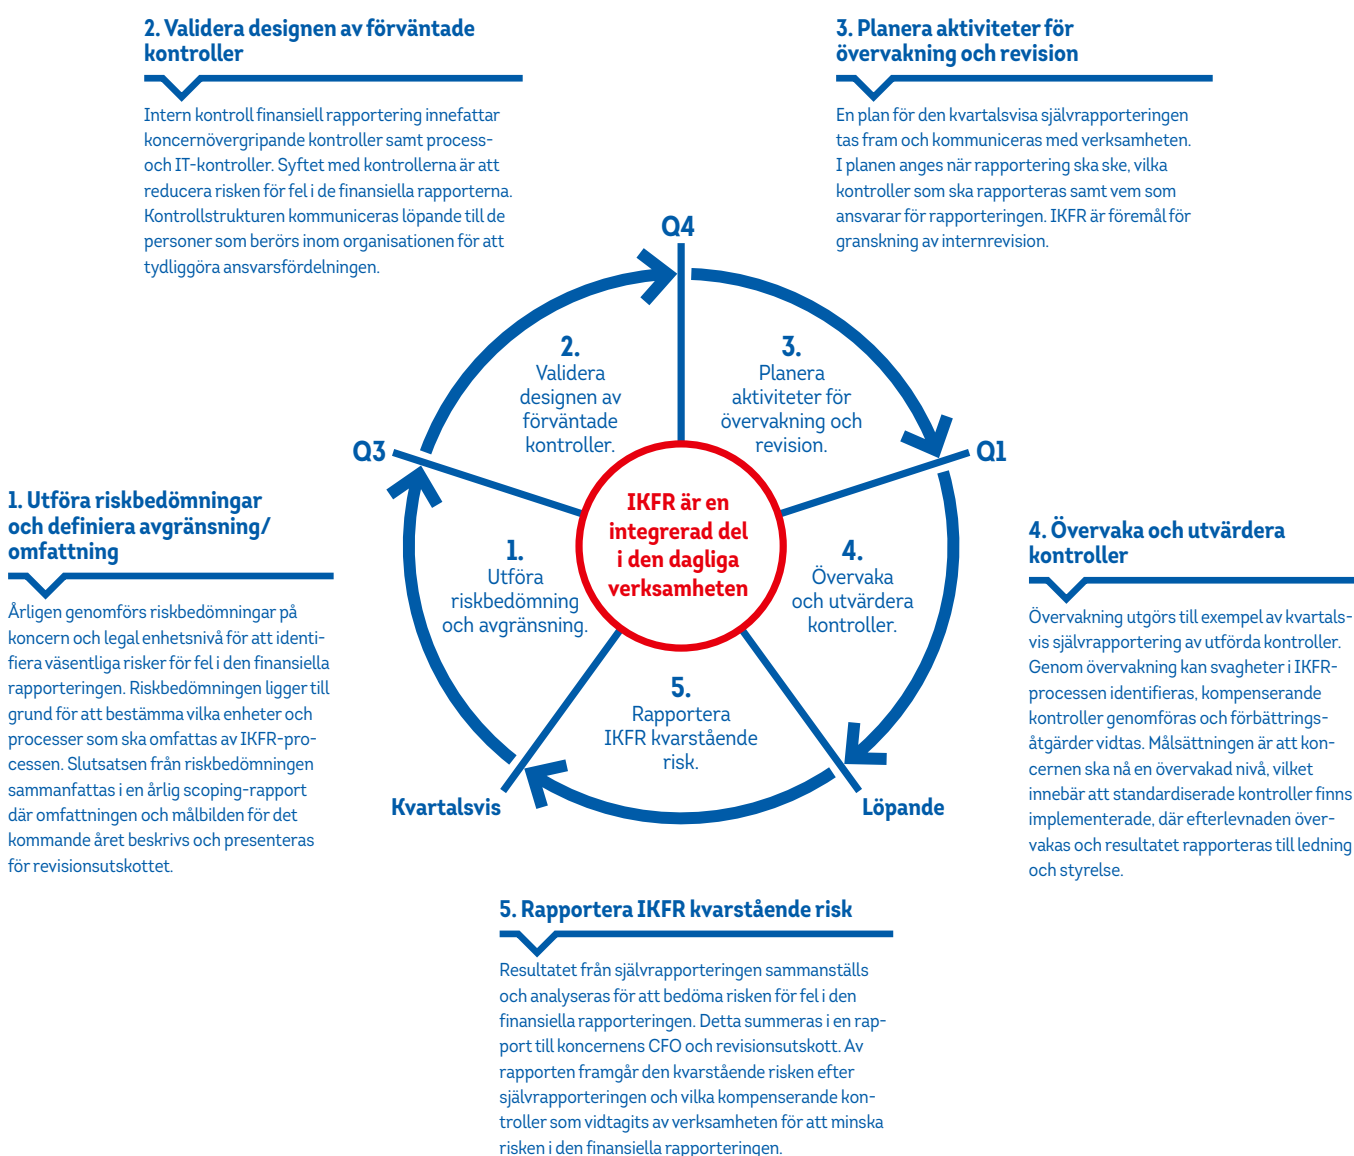 2. Validera designen av förväntade
kontroller
Intern kontroll finansiell rapportering innefattar
koncernövergripande kontroller samt process-
och IT-kontroller. Syftet med kontrollerna är att
reducera risken för fel i de finansiella rapporterna.
Kontrollstrukturen kommuniceras löpande till de
personer som berörs inom organisationen för att
tydliggöra ansvarsfördelningen.
3. Planera aktiviteter för
övervakning och revision
En plan för den kvartalsvisa självrapporteringen
tas fram och kommuniceras med verksamheten.
I planen anges när rapportering ska ske, vilka
kontroller som ska rapporteras samt vem som
ansvarar för rapporteringen. IKFR är föremål för
granskning av internrevision.
Q4
2.
Validera
designen av
förväntade
kontroller.
3.
Planera
aktiviteter för
övervakning och
revision.
Q3
Q1
IKFR är en
integrerad del
i den dagliga
verksamheten
1.
Utföra
riskbedömning
och avgränsning.
4.
Övervaka
och utvärdera
kontroller.
5.
Rapportera
IKFR kvarstående
risk.
Kvartalsvis
Löpande
1. Utföra riskbedömningar
och definiera avgränsning/
omfattning
Årligen genomförs riskbedömningar på
koncern och legal enhetsnivå för att identi-
fiera väsentliga risker för fel i den finansiella
rapporteringen. Riskbedömningen ligger till
grund för att bestämma vilka enheter och
processer som ska omfattas av IKFR-pro-
cessen. Slutsatsen från riskbedömningen
sammanfattas i en årlig scoping-rapport
där omfattningen och målbilden för det
kommande året beskrivs och presenteras
för revisionsutskottet.
4. Övervaka och utvärdera
kontroller
Övervakning utgörs till exempel av kvartals-
vis självrapportering av utförda kontroller.
Genom övervakning kan svagheter i IKFR-
processen identifieras, kompenserande
kontroller genomföras och förbättrings-
åtgärder vidtas. Målsättningen är att kon-
cernen ska nå en övervakad nivå, vilket
innebär att standardiserade kontroller finns
implementerade, där efterlevnaden över-
vakas och resultatet rapporteras till ledning
och styrelse.
5. Rapportera IKFR kvarstående risk
Resultatet från självrapporteringen sammanställs
och analyseras för att bedöma risken för fel i den
finansiella rapporteringen. Detta summeras i en rap-
port till koncernens CFO och revisionsutskott. Av
rapporten framgår den kvarstående risken efter
självrapporteringen och vilka kompenserande kon-
troller som vidtagits av verksamheten för att minska
risken i den finansiella rapporteringen.